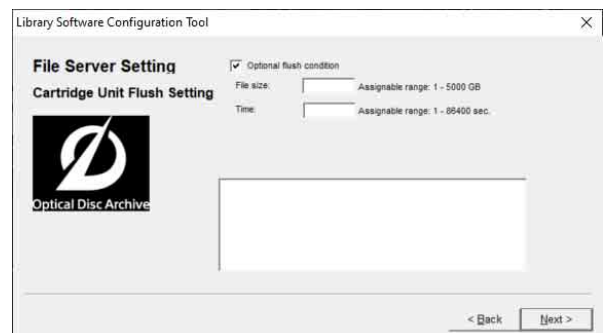 Library Software Configuration Tool
File Server Setting
Optional flush condition
Cartridge Unit Flush Setting
File size: Assignable range: 1 - 5000 GB
Time: Assignable range: 1 - 86400 sec.
Optical Disc Archive
< Back Next >